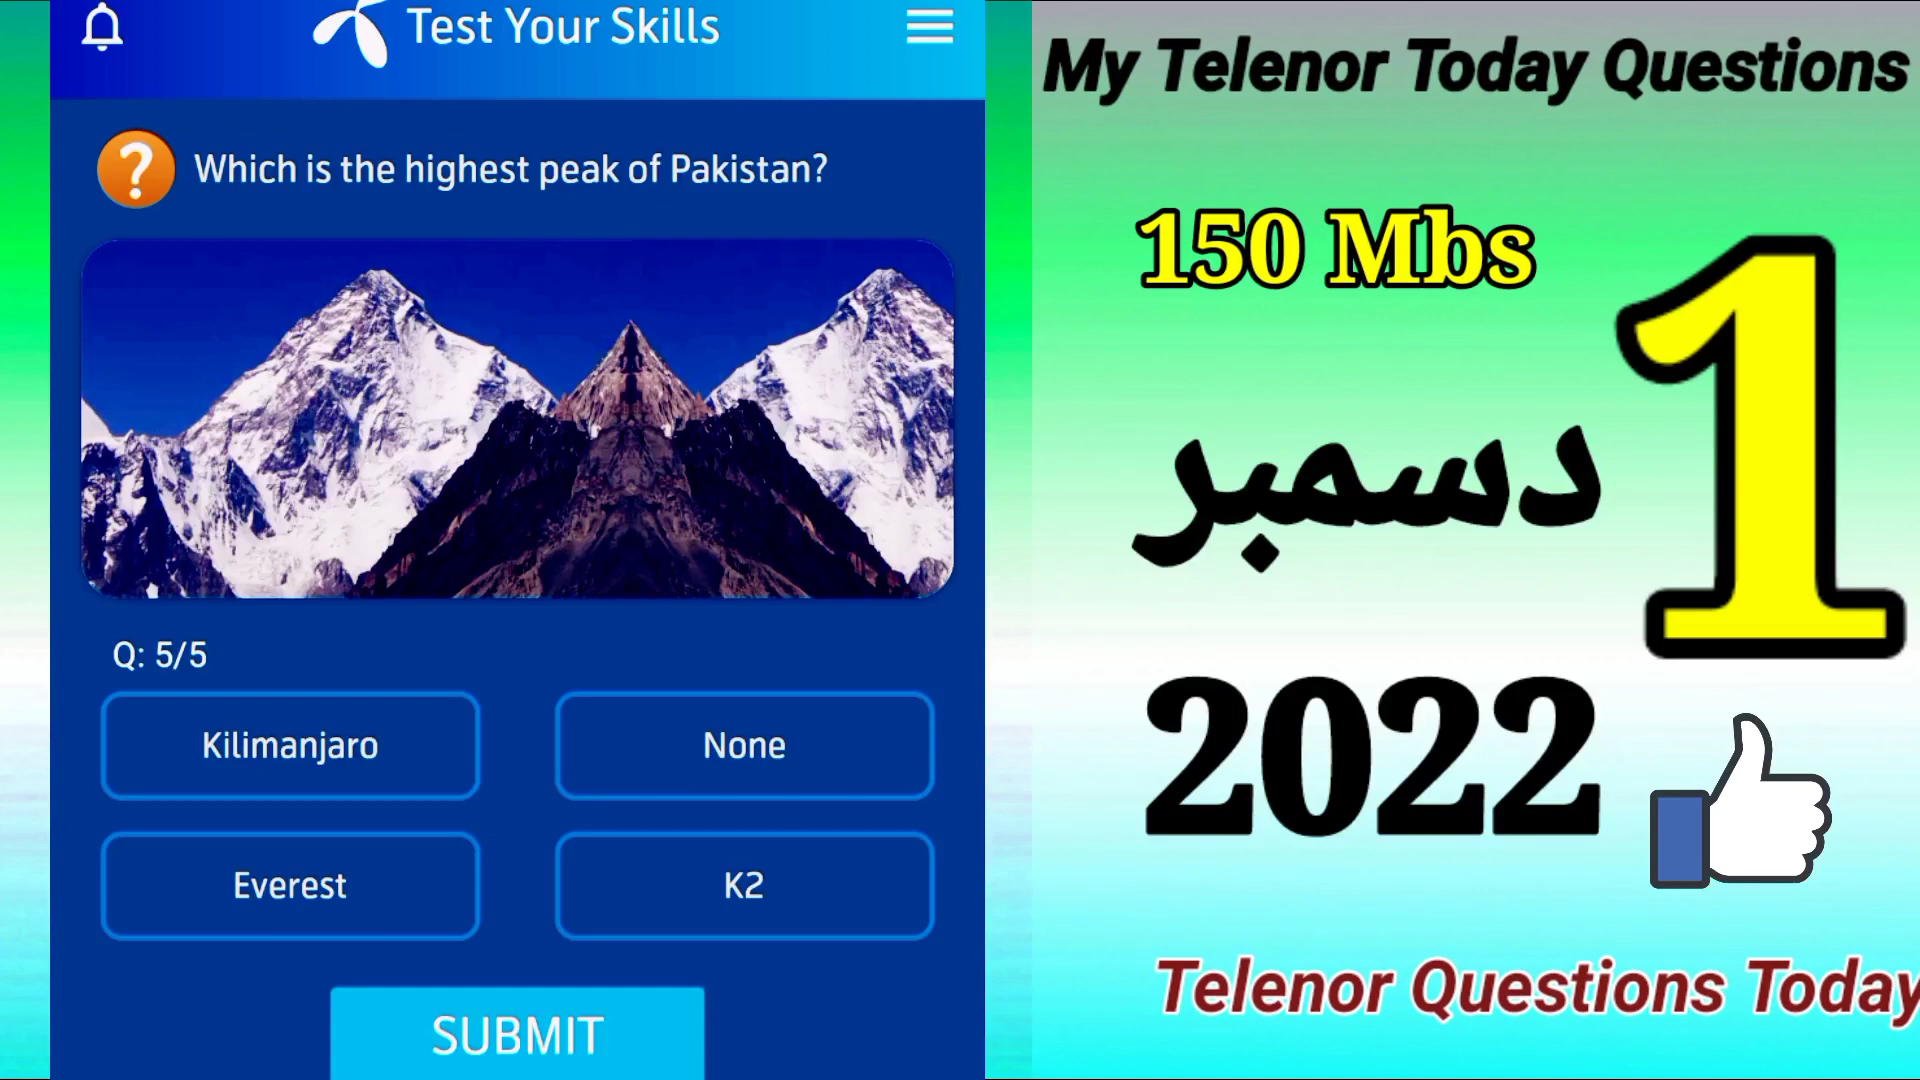 Test Your Skills
Which is the highest peak of Pakistan?
Q: 5/5
Kilimanjaro
None
Everest
K2
SUBMIT
My Telenor Today Questions
150 Mbs
1
دسمبر
2022
Telenor Questions Today